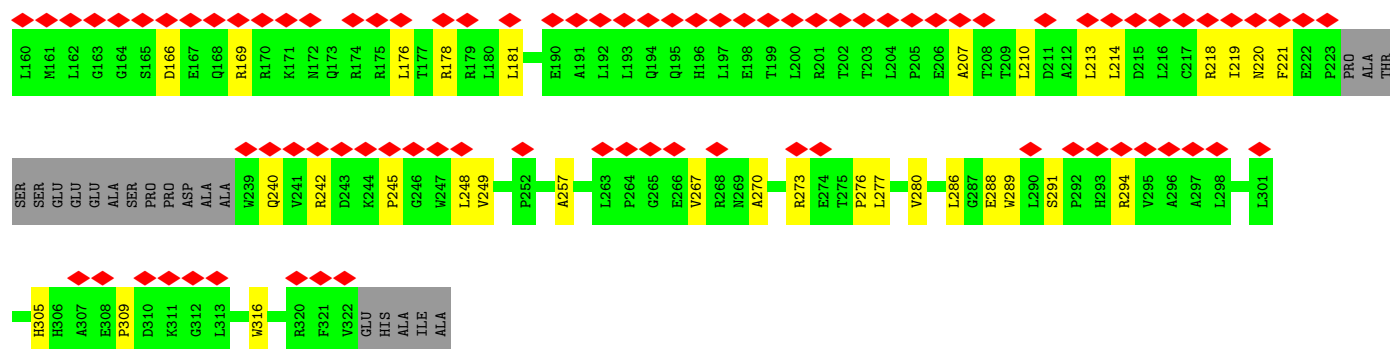 L160 M161 L162 G163 G164 S165 D166 E167 Q168 R169 R170 K171 N172 Q173 R174 R175 L176 T177 R178 R179 L180 L181 E190 A191 L192 L193 Q194 Q195 H196 L197 E198 T199 L200 R201 T202 T203 L204 P205 E206 A207 T208 T209 L210 D211 A212 L213 L214 D215 L216 C217 R218 I219 N220 F221 E222 P223 PRO ALA THR
SER SER GLU GLU GLU ALA SER PRO PRO ASP ALA ALA W239 Q240 V241 R242 D243 K244 P245 G246 W247 L248 V249 P252 A257 L263 P264 G265 E266 V267 R268 N269 A270 R273 E274 T275 P276 L277 V280 L286 G287 E288 W289 L290 S291 P292 H293 R294 V295 A296 A297 L298 L301
H305 H306 A307 E308 P309 D310 K311 G312 L313 W316 R320 F321 V322 GLU HIS ALA ILE ALA